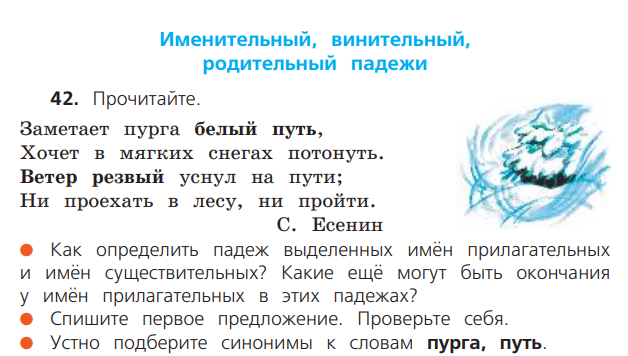 Именительный, винительный,
родительный падежи
42. Прочитайте.
Заметает пурга белый путь,
Хочет в мягких снегах потонуть.
Ветер резвый уснул на пути;
Ни проехать в лесу, ни пройти.
С. Есенин
● Как определить падеж выделенных имён прилагательных
и имён существительных? Какие ещё могут быть окончания
у имён прилагательных в этих падежах?
● Спишите первое предложение. Проверьте себя.
● Устно подберите синонимы к словам пурга, путь.